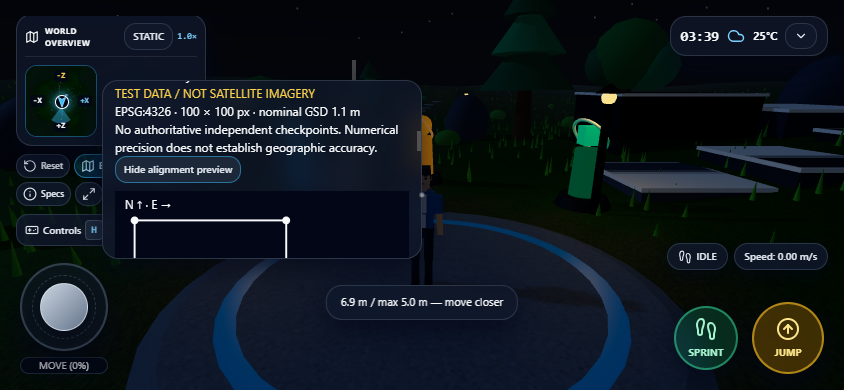 WORLD
OVERVIEW
STATIC
1.0×
-Z
-X
+X
+Z
03:39
25°C
TEST DATA / NOT SATELLITE IMAGERY
EPSG:4326 · 100 × 100 px · nominal GSD 1.1 m
No authoritative independent checkpoints. Numerical
precision does not establish geographic accuracy.
Hide alignment preview
N↑· E→
Reset
Specs
Controls H
6.9 m / max 5.0 m — move closer
IDLE
Speed: 0.00 m/s
MOVE (0%)
SPRINT
JUMP